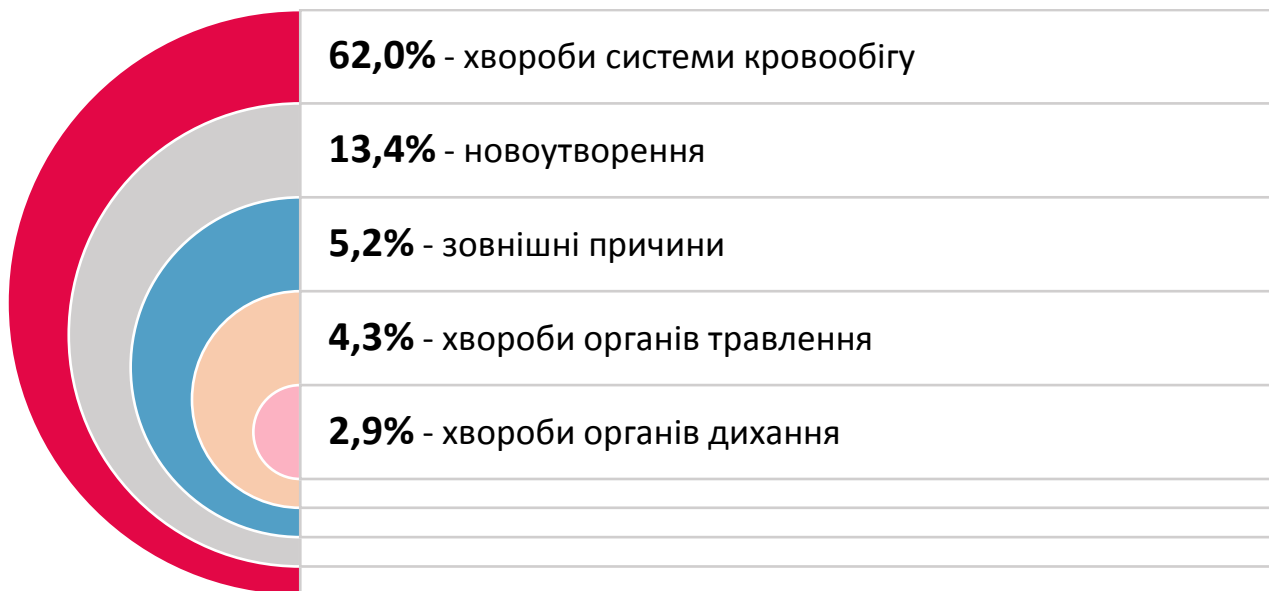 62,0% - хвороби системи кровообігу
13,4% - новоутворення
5,2% - зовнішні причини
4,3% - хвороби органів травлення
2,9% - хвороби органів дихання